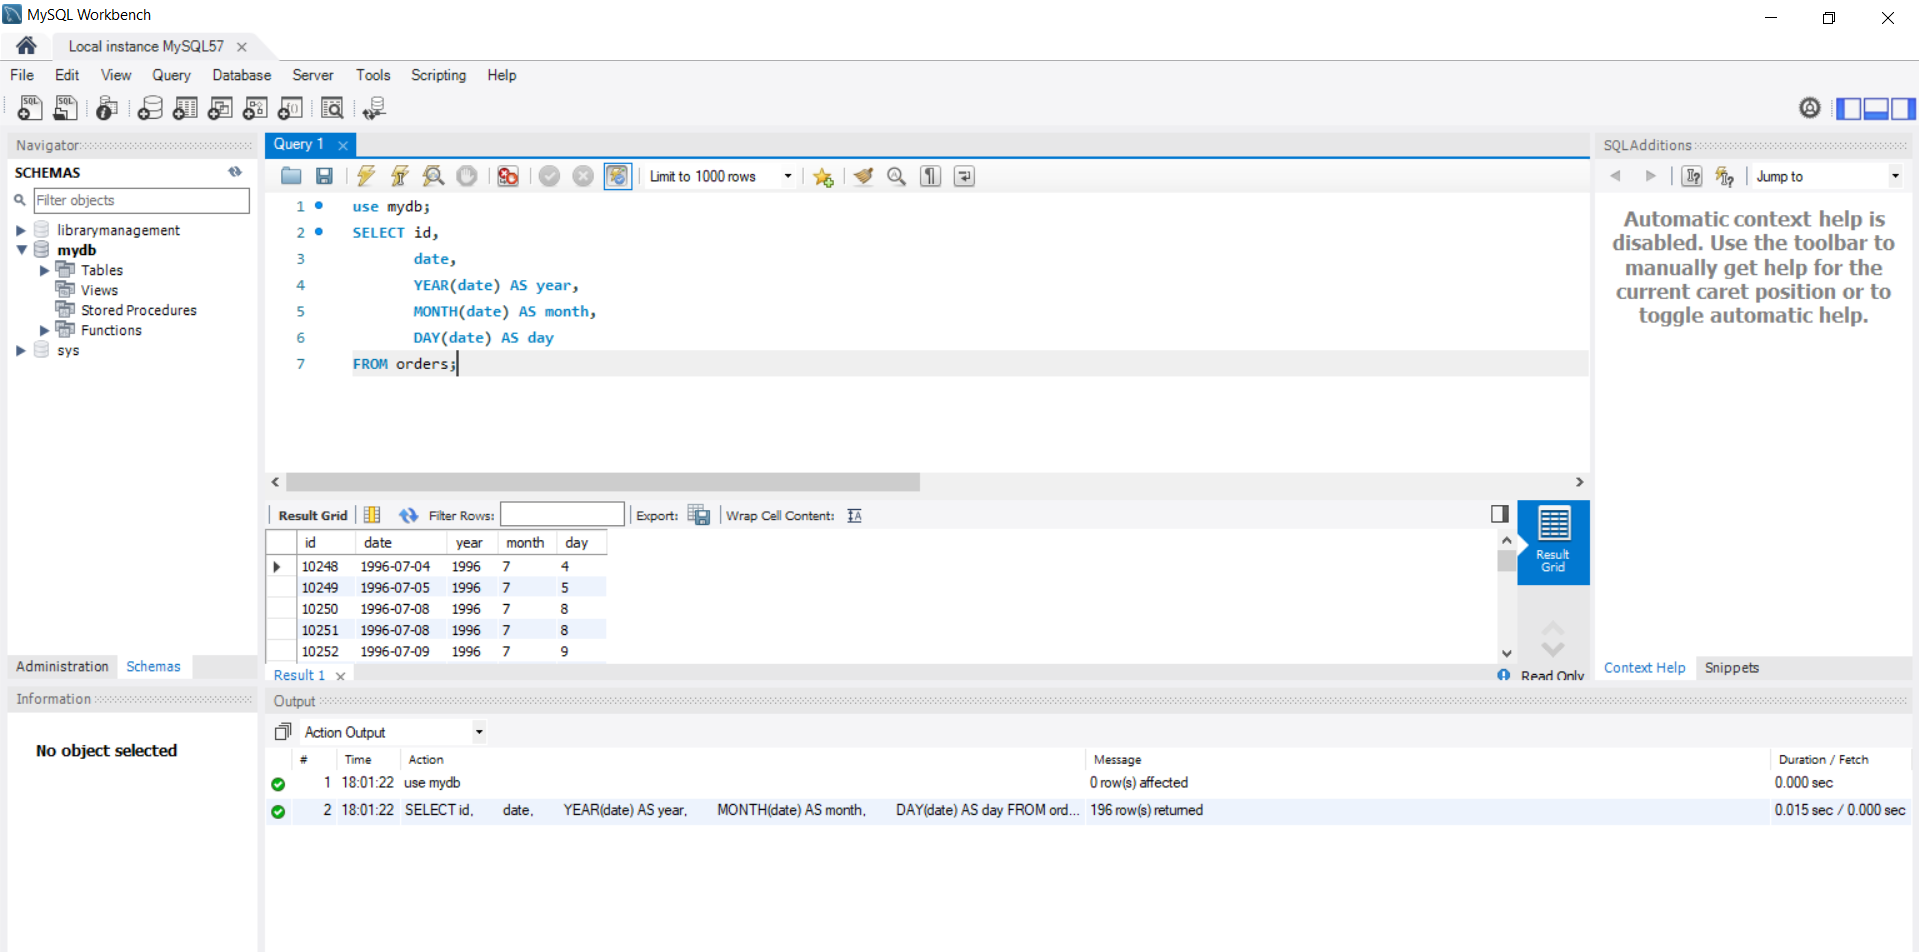 MySQL Workbench
Local instance MySQL57
File Edit View Query Database Server Tools Scripting Help
Navigator
SCHEMAS
Filter objects
librarymanagement
mydb
Tables
Views
Stored Procedures
Functions
sys
Administration Schemas
Information
No object selected
Query 1
Limit to 1000 rows
1 use mydb;
2 SELECT id,
3 date,
4 YEAR(date) AS year,
5 MONTH(date) AS month,
6 DAY(date) AS day
7 FROM orders;
Result Grid Filter Rows: Export: Wrap Cell Content:
id date year month day
10248 1996-07-04 1996 7 4
10249 1996-07-05 1996 7 5
10250 1996-07-08 1996 7 8
10251 1996-07-08 1996 7 8
10252 1996-07-09 1996 7 9
Result
Grid
Result 1
Read Only
SQLAdditions
Jump to
Automatic context help is
disabled. Use the toolbar to
manually get help for the
current caret position or to
toggle automatic help.
Context Help Snippets
Output
Action Output
# Time Action Message Duration / Fetch
1 18:01:22 use mydb 0 row(s) affected 0.000 sec
2 18:01:22 SELECT id, date, YEAR(date) AS year, MONTH(date) AS month, DAY(date) AS day FROM ord... 196 row(s) returned 0.015 sec / 0.000 sec